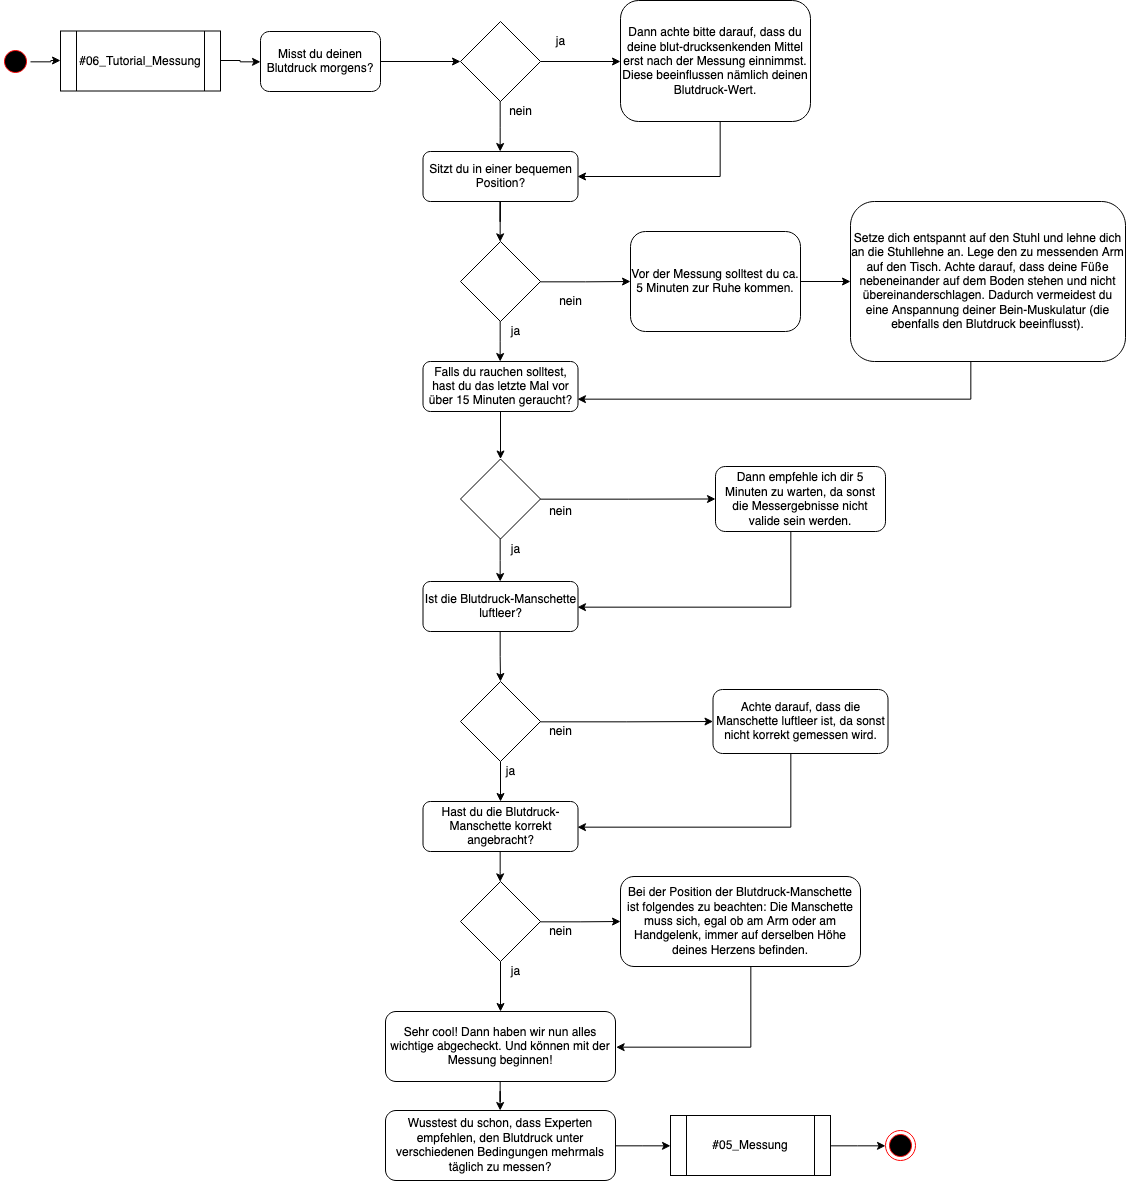 #06_Tutorial_Messung
Misst du deinen
Blutdruck morgens?
ja
nein
Dann achte bitte darauf, dass du
deine blut-drucksenkenden Mittel
erst nach der Messung einnimmst.
Diese beeinflussen nämlich deinen
Blutdruck-Wert.
Sitzt du in einer bequemen
Position?
nein
ja
Vor der Messung solltest du ca.
5 Minuten zur Ruhe kommen.
Setze dich entspannt auf den Stuhl und lehne dich
an die Stuhllehne an. Lege den zu messenden Arm
auf den Tisch. Achte darauf, dass deine Füße
nebeneinander auf dem Boden stehen und nicht
übereinanderschlagen. Dadurch vermeidest du
eine Anspannung deiner Bein-Muskulatur (die
ebenfalls den Blutdruck beeinflusst).
Falls du rauchen solltest,
hast du das letzte Mal vor
über 15 Minuten geraucht?
nein
ja
Dann empfehle ich dir 5
Minuten zu warten, da sonst
die Messergebnisse nicht
valide sein werden.
Ist die Blutdruck-Manschette
luftleer?
nein
ja
Achte darauf, dass die
Manschette luftleer ist, da sonst
nicht korrekt gemessen wird.
Hast du die Blutdruck-
Manschette korrekt
angebracht?
nein
ja
Bei der Position der Blutdruck-Manschette
ist folgendes zu beachten: Die Manschette
muss sich, egal ob am Arm oder am
Handgelenk, immer auf derselben Höhe
deines Herzens befinden.
Sehr cool! Dann haben wir nun alles
wichtige abgecheckt. Und können mit der
Messung beginnen!
Wusstest du schon, dass Experten
empfehlen, den Blutdruck unter
verschiedenen Bedingungen mehrmals
täglich zu messen?
#05_Messung